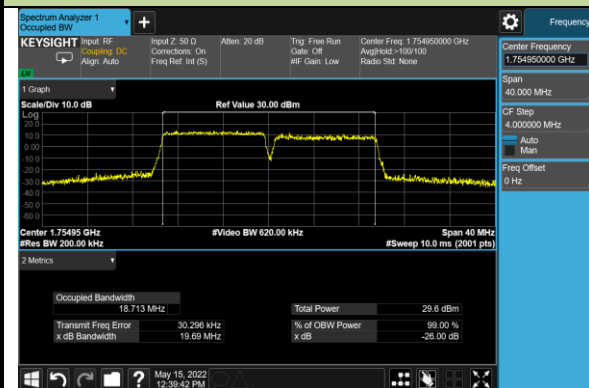 Spectrum Analyzer 1
Occupied BW
+
Frequency
KEYSIGHT Input: RF
Coupling: DC
Align: Auto
Input Z: 50 Ω
Corrections: On
Freq Ref: Int (S)
Atten: 20 dB
Trig: Free Run
Gate: Off
#IF Gain: Low
Center Freq: 1.754950000 GHz
Avg|Hold:>100/100
Radio Std: None
Center Frequency
1.754950000 GHz
Span
40.000 MHz
CF Step
4.000000 MHz
Auto
Man
Freq Offset
0 Hz
1 Graph
Scale/Div 10.0 dB
Ref Value 30.00 dBm
Log
20.0
10.0
0.00
-10.0
-20.0
-30.0
-40.0
-50.0
-60.0
Center 1.75495 GHz
#Video BW 620.00 kHz
Span 40 MHz
#Res BW 200.00 kHz
#Sweep 10.0 ms (2001 pts)
2 Metrics
Occupied Bandwidth
18.713 MHz
Total Power 29.6 dBm
Transmit Freq Error 30.296 kHz
% of OBW Power 99.00 %
x dB Bandwidth 19.69 MHz
x dB -26.00 dB
?
May 15, 2022
12:39:42 PM